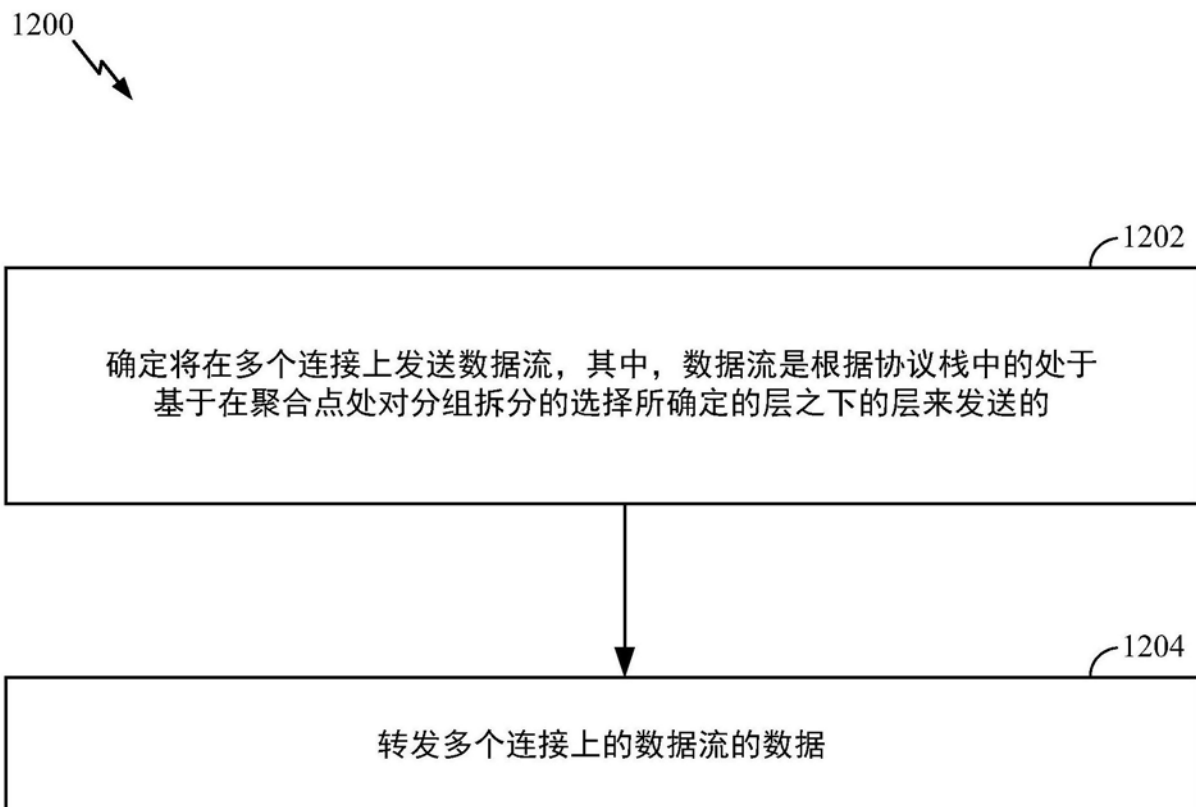 1200
1202
确定将在多个连接上发送数据流，其中，数据流是根据协议栈中的处于
基于在聚合点处对分组拆分的选择所确定的层之下的层来发送的
1204
转发多个连接上的数据流的数据